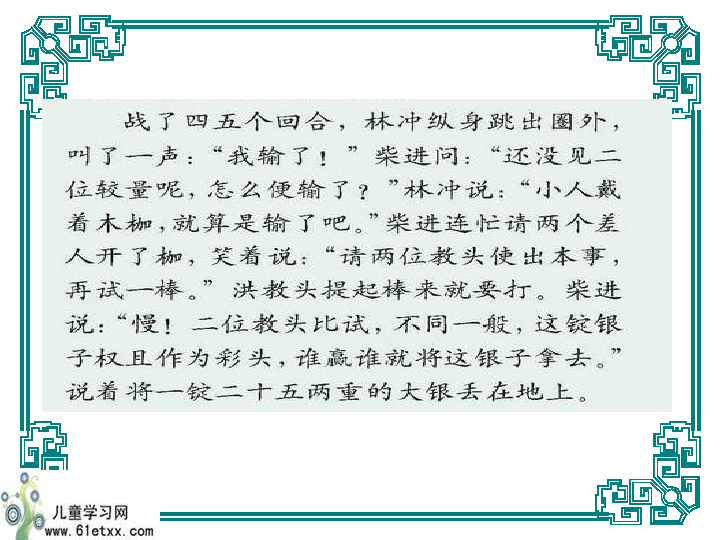 战了四五个回合，林冲纵身跳出圈外，
叫了一声：“我输了！”柴进问：“还没见二
位较量呢，怎么便输了？”林冲说：“小人戴
着木枷，就算是输了吧。”柴进连忙请两个差
人开了枷，笑着说：“请两位教头使出本事，
再试一棒。”洪教头提起棒来就要打。柴进
说：“慢！二位教头比试，不同一般，这锭银
子权且作为彩头，谁赢谁就将这银子拿去。”
说着将一锭二十五两重的大银丢在地上。
儿童学习网
www.61etxx.com